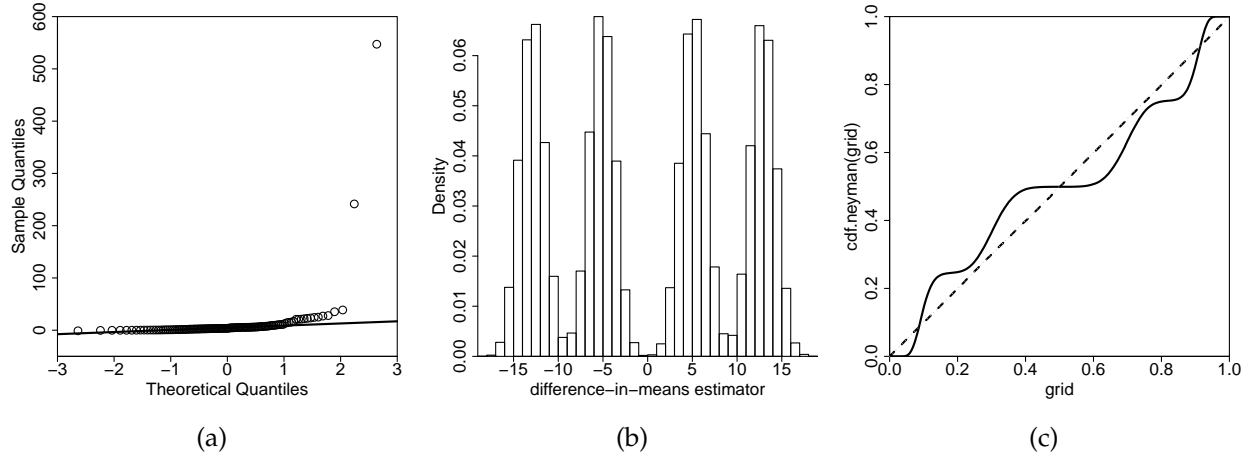 600
500
400
300
200
100
0
Sample Quantiles
−3 −2 −1 0 1 2 3
Theoretical Quantiles
(a)
0.06
0.05
0.04
0.03
0.02
0.01
0.00
Density
−15 −10 −5 0 5 10 15
difference−in−means estimator
(b)
1.0
0.8
0.6
0.4
0.2
0.0
cdf.neyman(grid)
0.0 0.2 0.4 0.6 0.8 1.0
grid
(c)